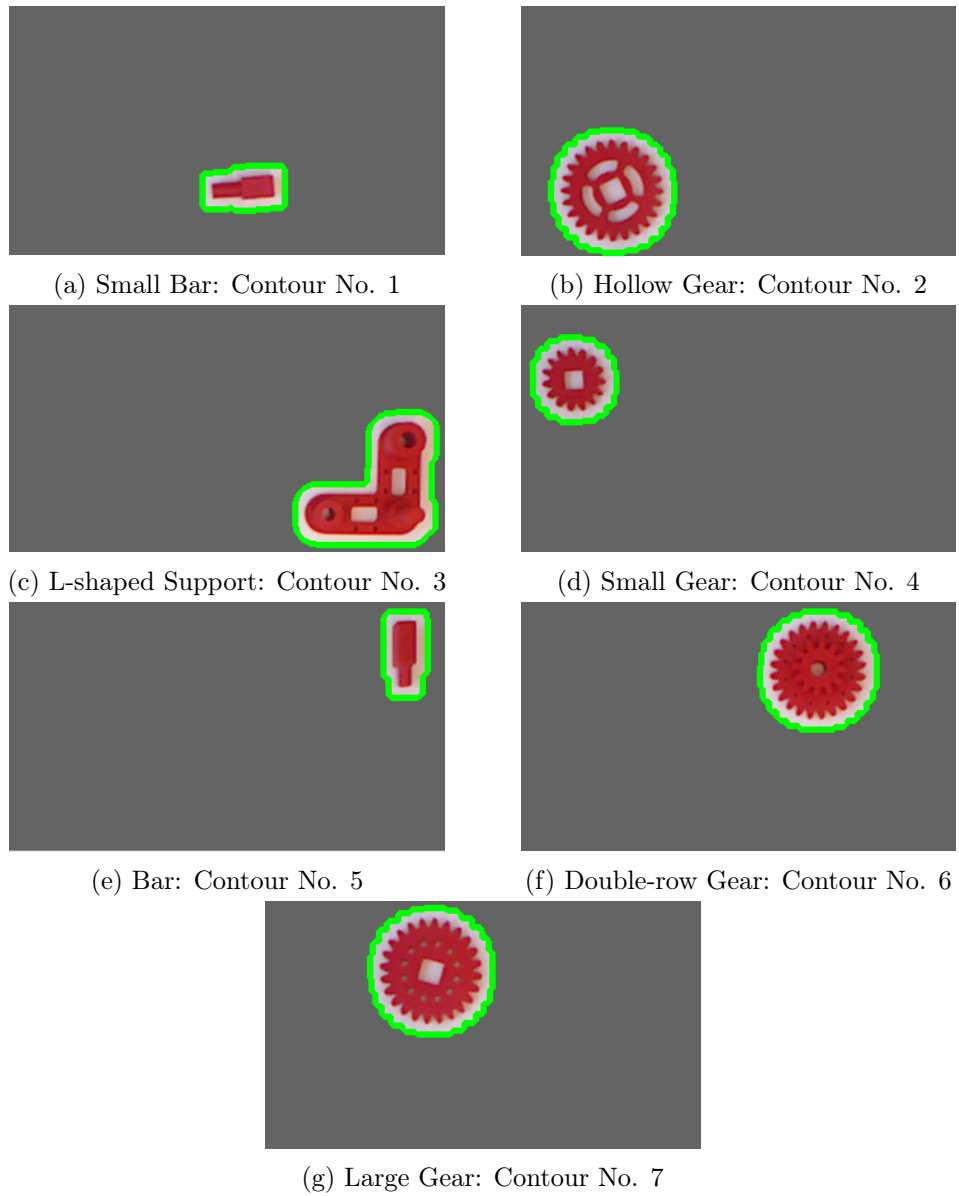 (a) Small Bar: Contour No. 1
(b) Hollow Gear: Contour No. 2
(c) L-shaped Support: Contour No. 3
(d) Small Gear: Contour No. 4
(e) Bar: Contour No. 5
(f) Double-row Gear: Contour No. 6
(g) Large Gear: Contour No. 7